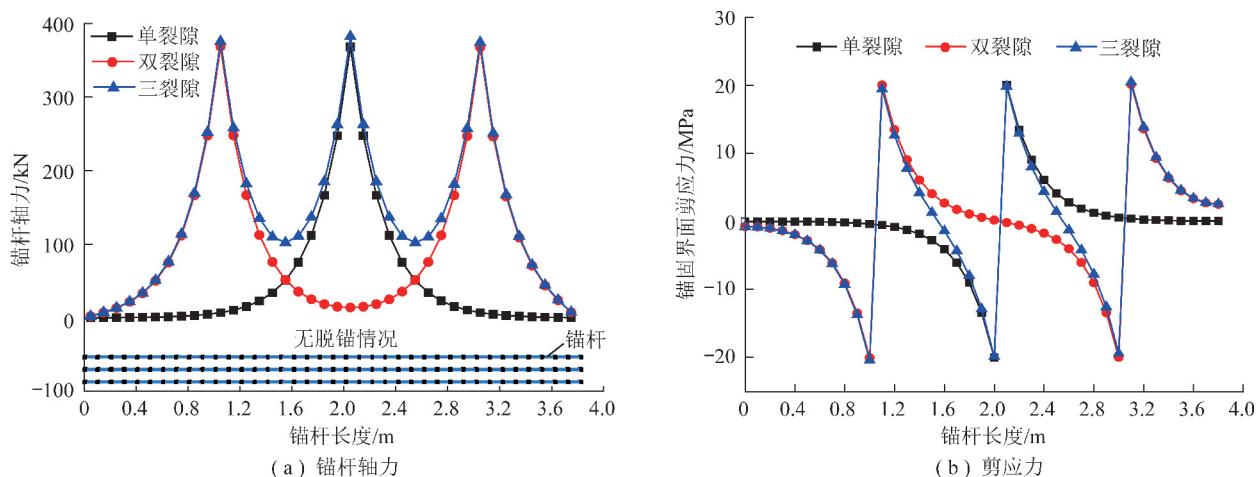 400
300
200
100
0
-100
锚杆轴力/kN
单裂隙
双裂隙
三裂隙
无脱锚情况
锚杆
0 0.4 0.8 1.2 1.6 2.0 2.4 2.8 3.2 3.6 4.0
锚杆长度/m
(a) 锚杆轴力
30
20
10
0
-10
-20
锚固界面剪应力/MPa
单裂隙 双裂隙 三裂隙
0 0.4 0.8 1.2 1.6 2.0 2.4 2.8 3.2 3.6 4.0
锚杆长度/m
(b) 剪应力